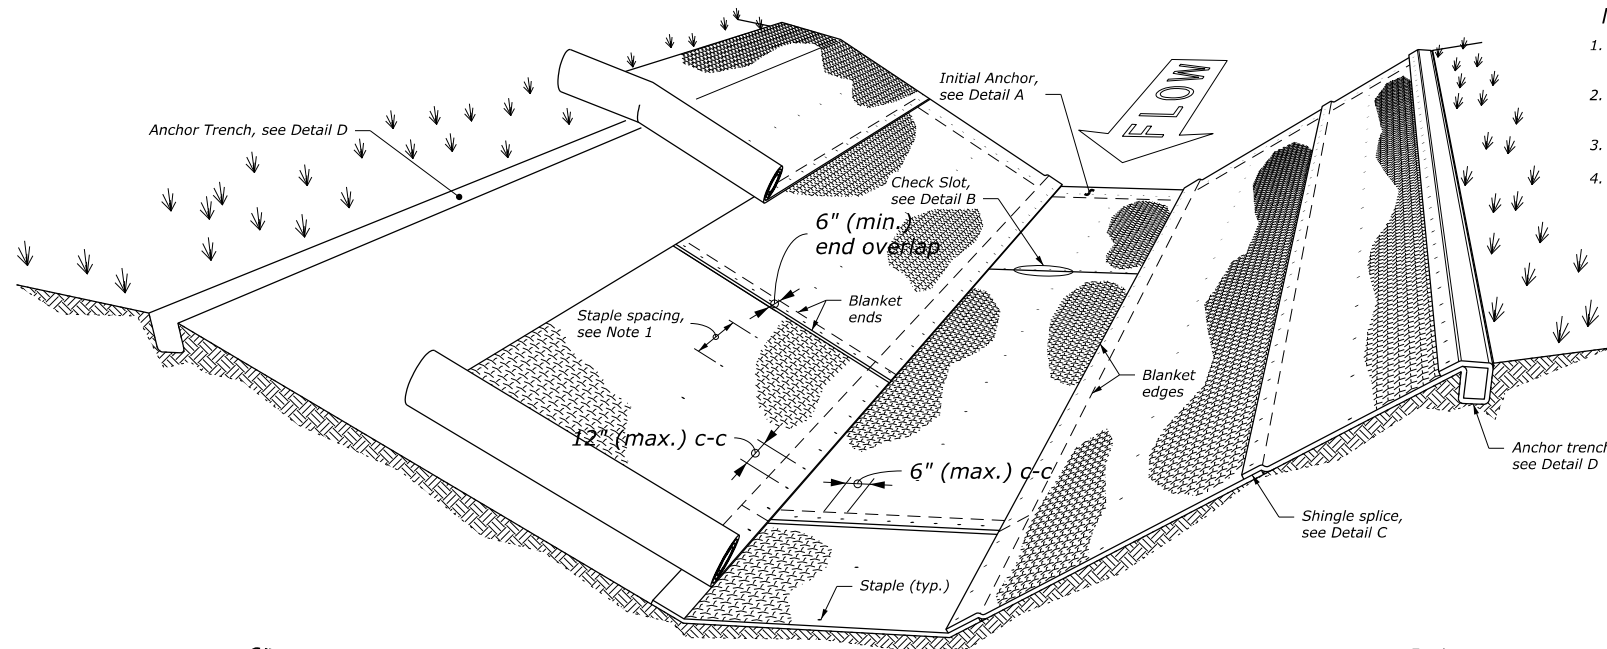 1.
Initial Anchor,
see Detail A
FLOW
2.
Anchor Trench, see Detail D
3.
Check Slot,
see Detail B
4.
6" (min.)
end overlap
Blanket
ends
Staple spacing,
see Note 1
Blanket
edges
12" (max.) c-c
6" (max.) c-c
Anchor trench
see Detail D
Shingle splice,
see Detail C
Staple (typ.)